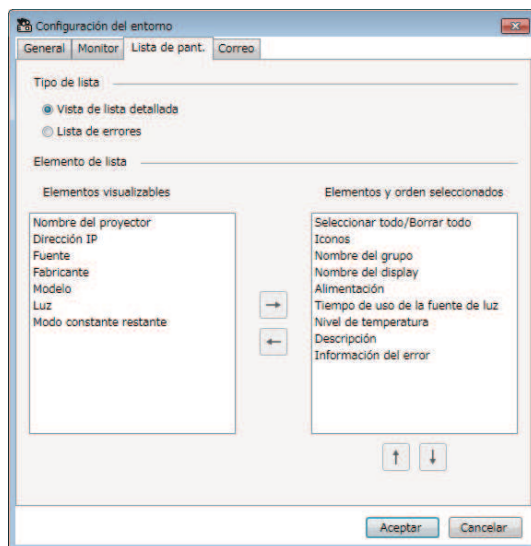 Configuración del entorno
General Monitor Lista de pant. Correo
Tipo de lista
Vista de lista detallada
Lista de errores
Elemento de lista
Elementos visualizables
Elementos y orden seleccionados
Nombre del proyector
Dirección IP
Fuente
Fabricante
Modelo
Luz
Modo constante restante
Seleccionar todo/Borrar todo
Iconos
Nombre del grupo
Nombre del display
Alimentación
Tiempo de uso de la fuente de luz
Nivel de temperatura
Descripción
Información del error
Aceptar Cancelar